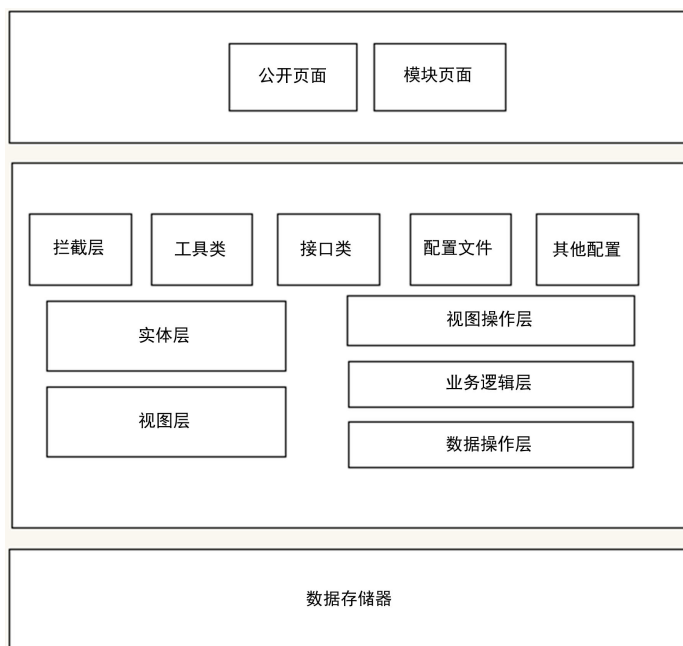 公开页面
模块页面
拦截层
工具类
接口类
配置文件
其他配置
实体层
视图层
视图操作层
业务逻辑层
数据操作层
数据存储器